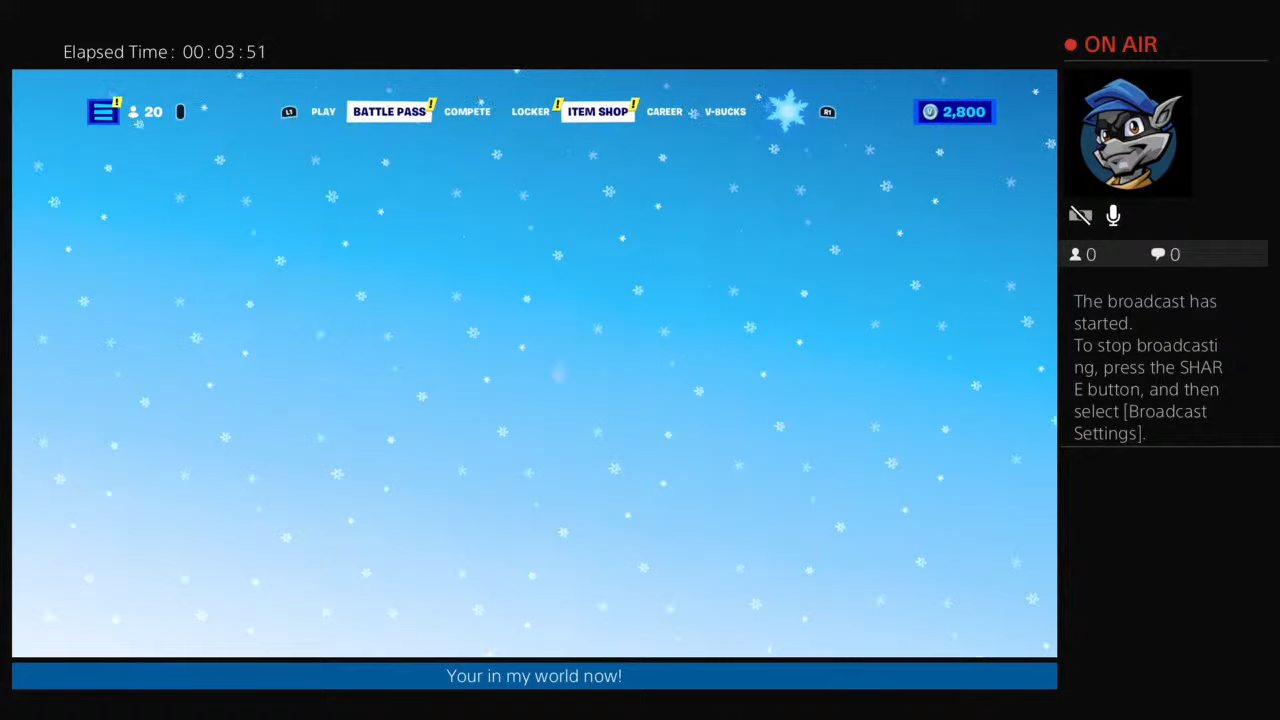 Elapsed Time: 00:03:51
ON AIR
! 20 L1 PLAY BATTLE PASS ! COMPETE LOCKER ! ITEM SHOP ! CAREER V-BUCKS R1 V 2,800
0 0
The broadcast has
started.
To stop broadcasti
ng, press the SHAR
E button, and then
select [Broadcast
Settings].
Your in my world now!